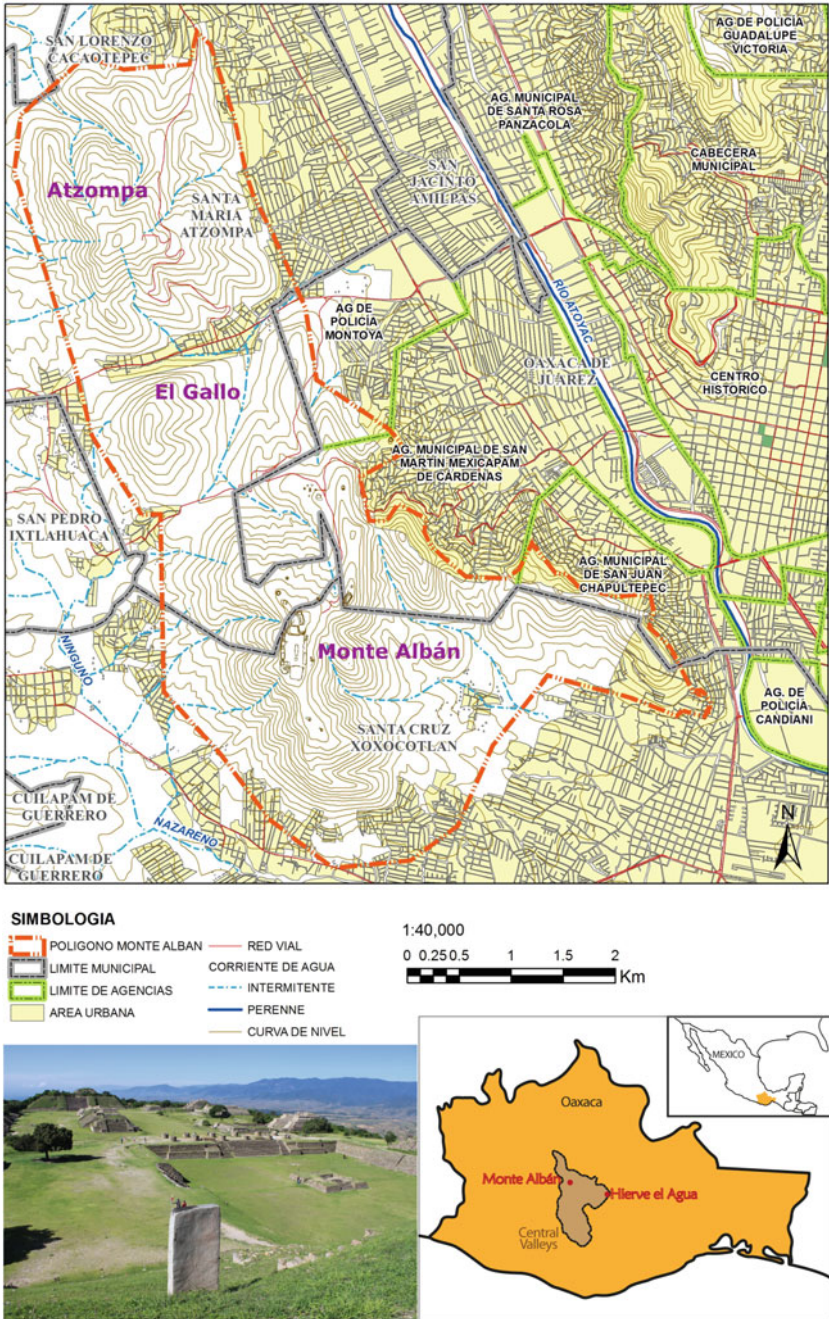 SAN LORENZO
CACAOTEPEC
AG DE POLICÍA
GUADALUPE
VICTORIA
AG. MUNICIPAL
DE SANTA ROSA
PANZACOLA
CABECERA
MUNICIPAL
SAN
JACINTO
AMILPAS
Atzompa
SANTA
MARIA
ATZOMPA
RÍO ATOYAC
AG DE
POLICÍA
MONTOYA
OAXACA DE
JUÁREZ
CENTRO
HISTORICO
El Gallo
AG. MUNICIPAL DE SAN
MARTIN MEXICAPAM
DE CARDENAS
SAN PEDRO
IXTLAHUACA
AG. MUNICIPAL
DE SAN JUAN
CHAPULTEPEC
NINGUNO
Monte Albán
SANTA CRUZ
XOXOCOTLAN
AG. DE
POLICÍA
CANDIANI
CUILAPAM DE
GUERRERO
NAZARENO
CUILAPAM DE
GUERRERO
N
SIMBOLOGIA
POLIGONO MONTE ALBAN
LIMITE MUNICIPAL
LIMITE DE AGENCIAS
AREA URBANA
RED VIAL
CORRIENTE DE AGUA
INTERMITENTE
PERENNE
CURVA DE NIVEL
1:40,000
0 0.25 0.5 1 1.5 2
Km
MEXICO
Oaxaca
Monte Albán
Hierve el Agua
Central
Valleys